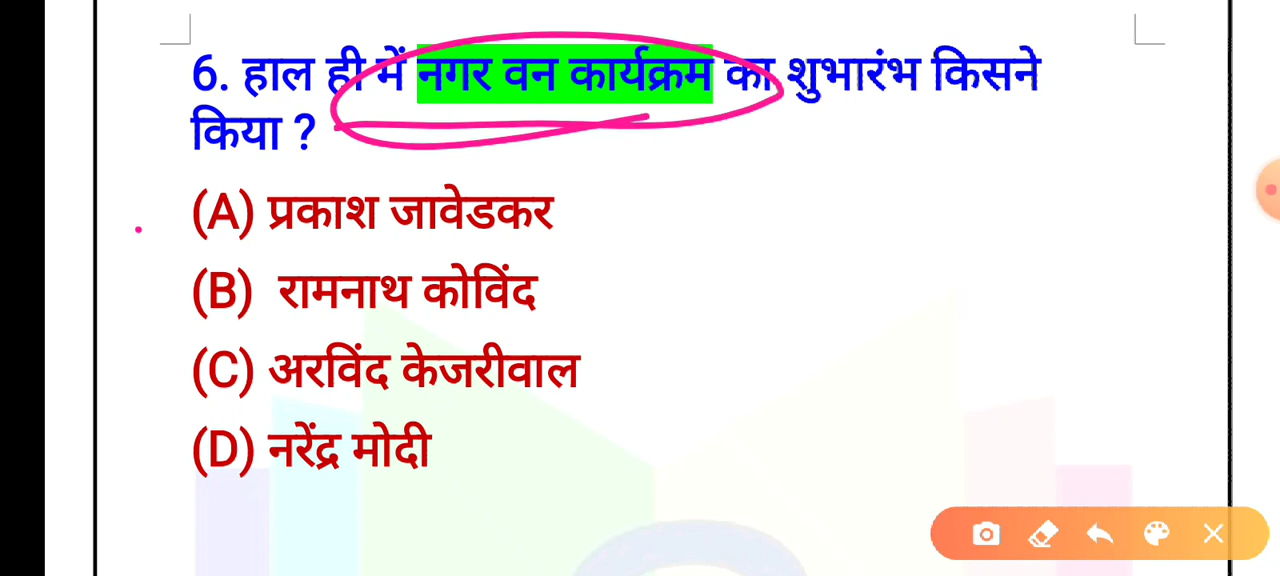 6. हाल ही में नगर वन कार्यक्रम का शुभारंभ किसने
किया ?
(A) प्रकाश जावेडकर
(B) रामनाथ कोविंद
(C) अरविंद केजरीवाल
(D) नरेंद्र मोदी